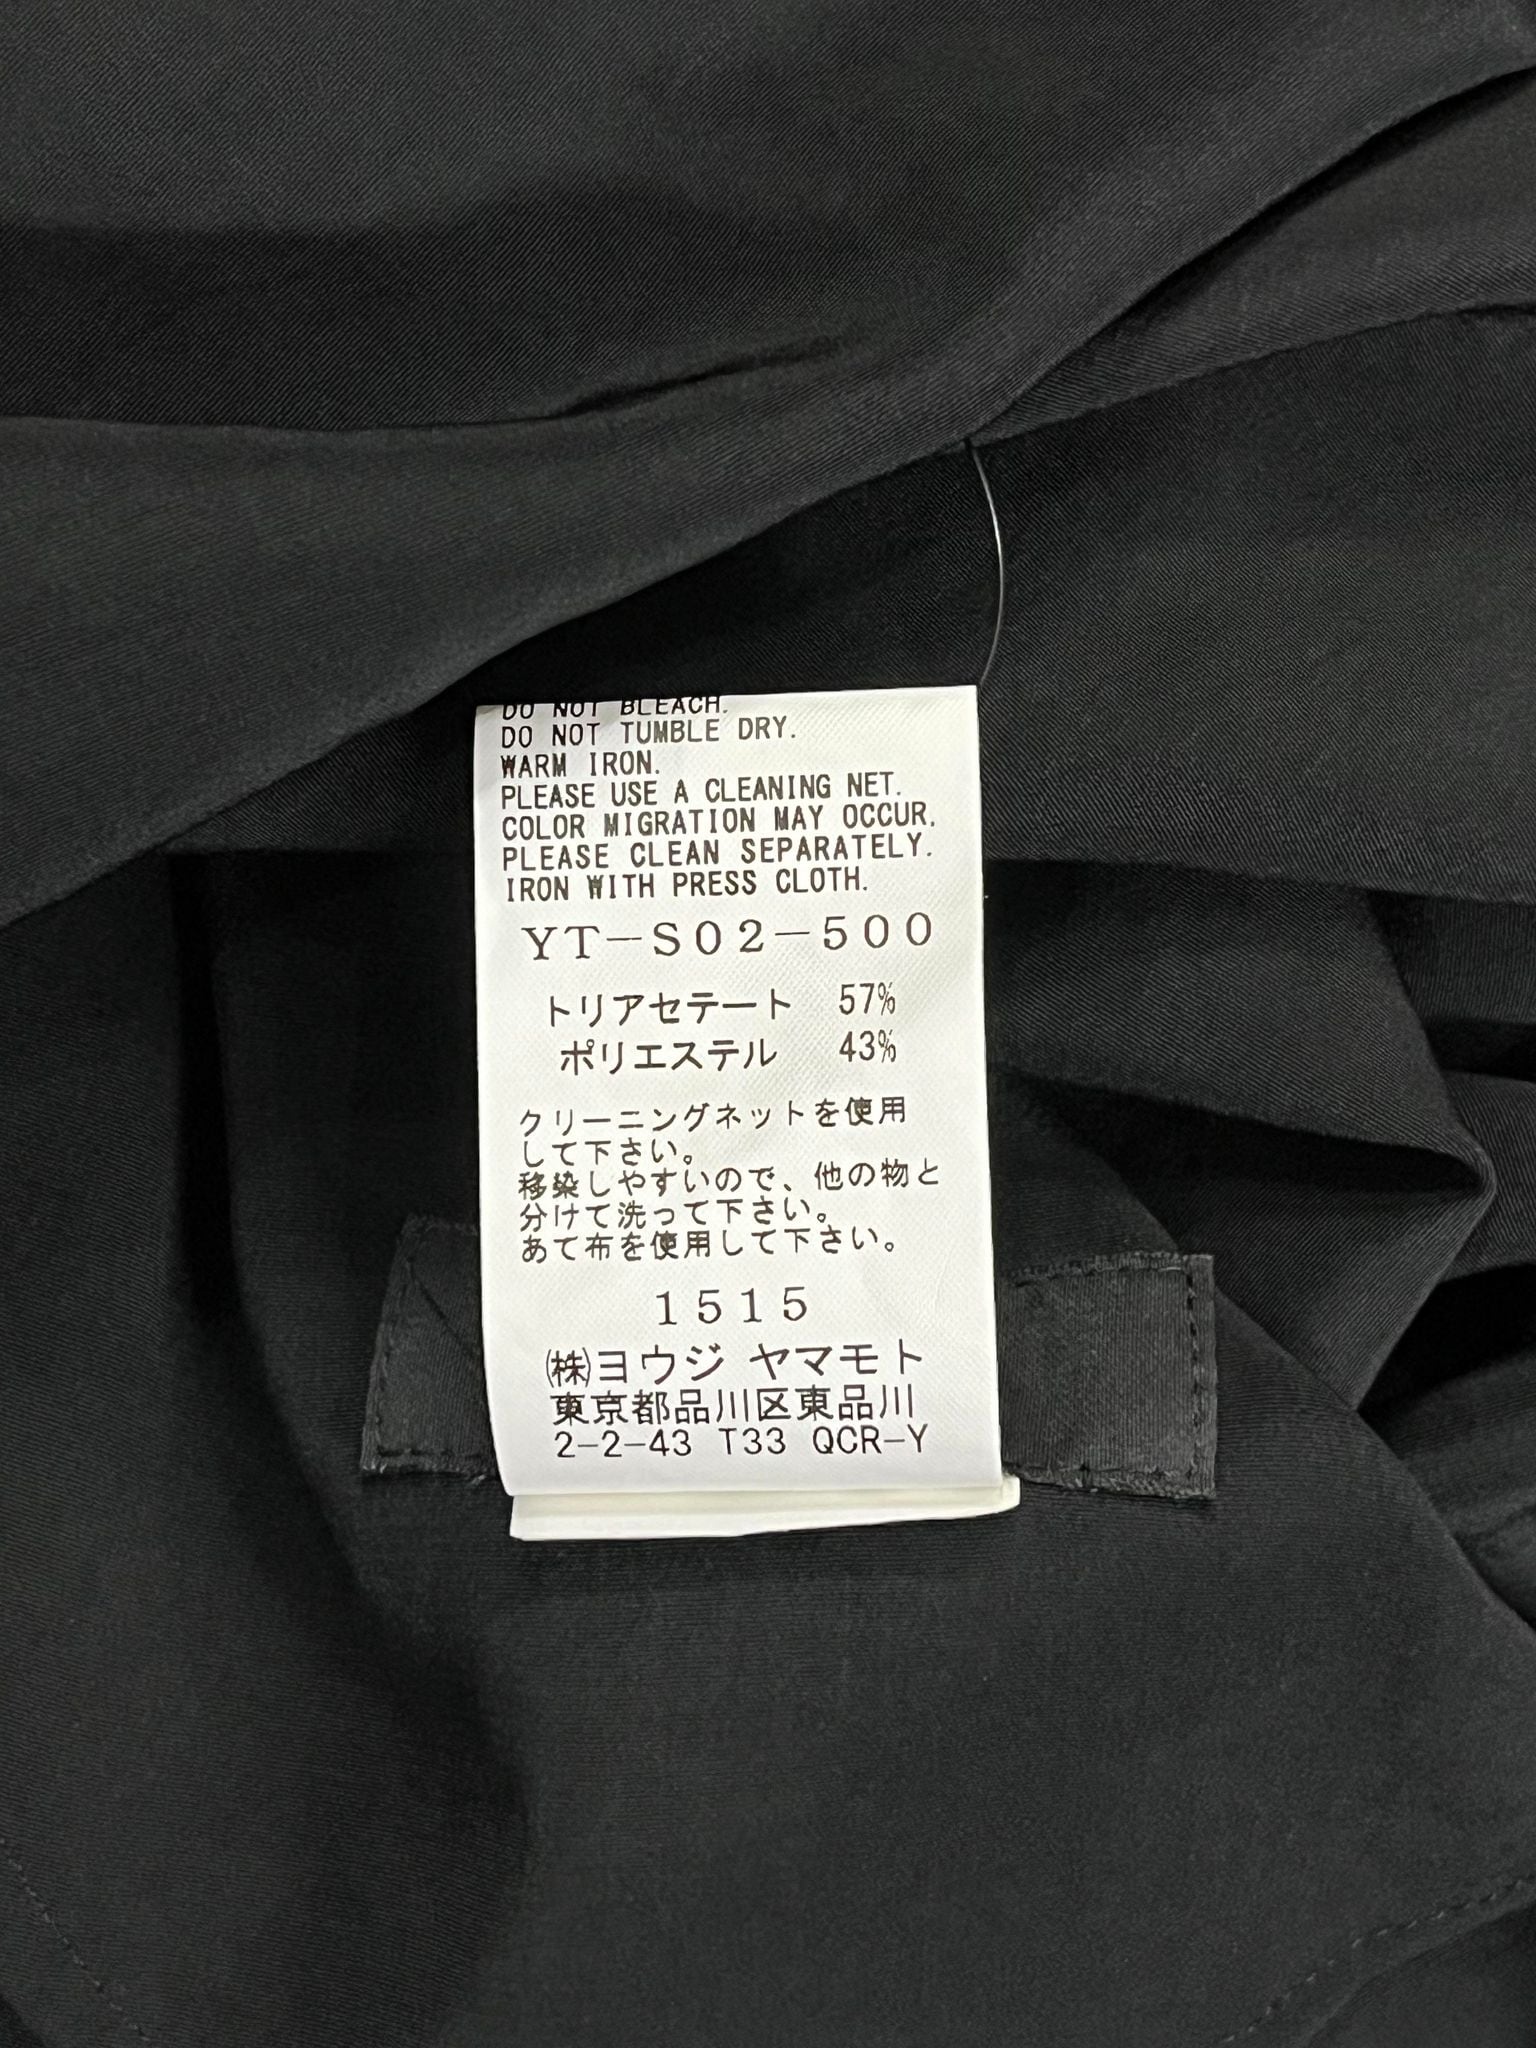 DO NOT BLEACH.
DO NOT TUMBLE DRY.
WARM IRON.
PLEASE USE A CLEANING NET.
COLOR MIGRATION MAY OCCUR.
PLEASE CLEAN SEPARATELY.
IRON WITH PRESS CLOTH.
YT-S02-500
トリアセテート 57%
ポリエステル 43%
クリーニングネットを使用
して下さい。
移染しやすいので、他の物と
分けて洗って下さい。
あて布を使用して下さい。
1515
(株)ヨウジ ヤマモト
東京都品川区東品川
2-2-43 T33 QCR-Y